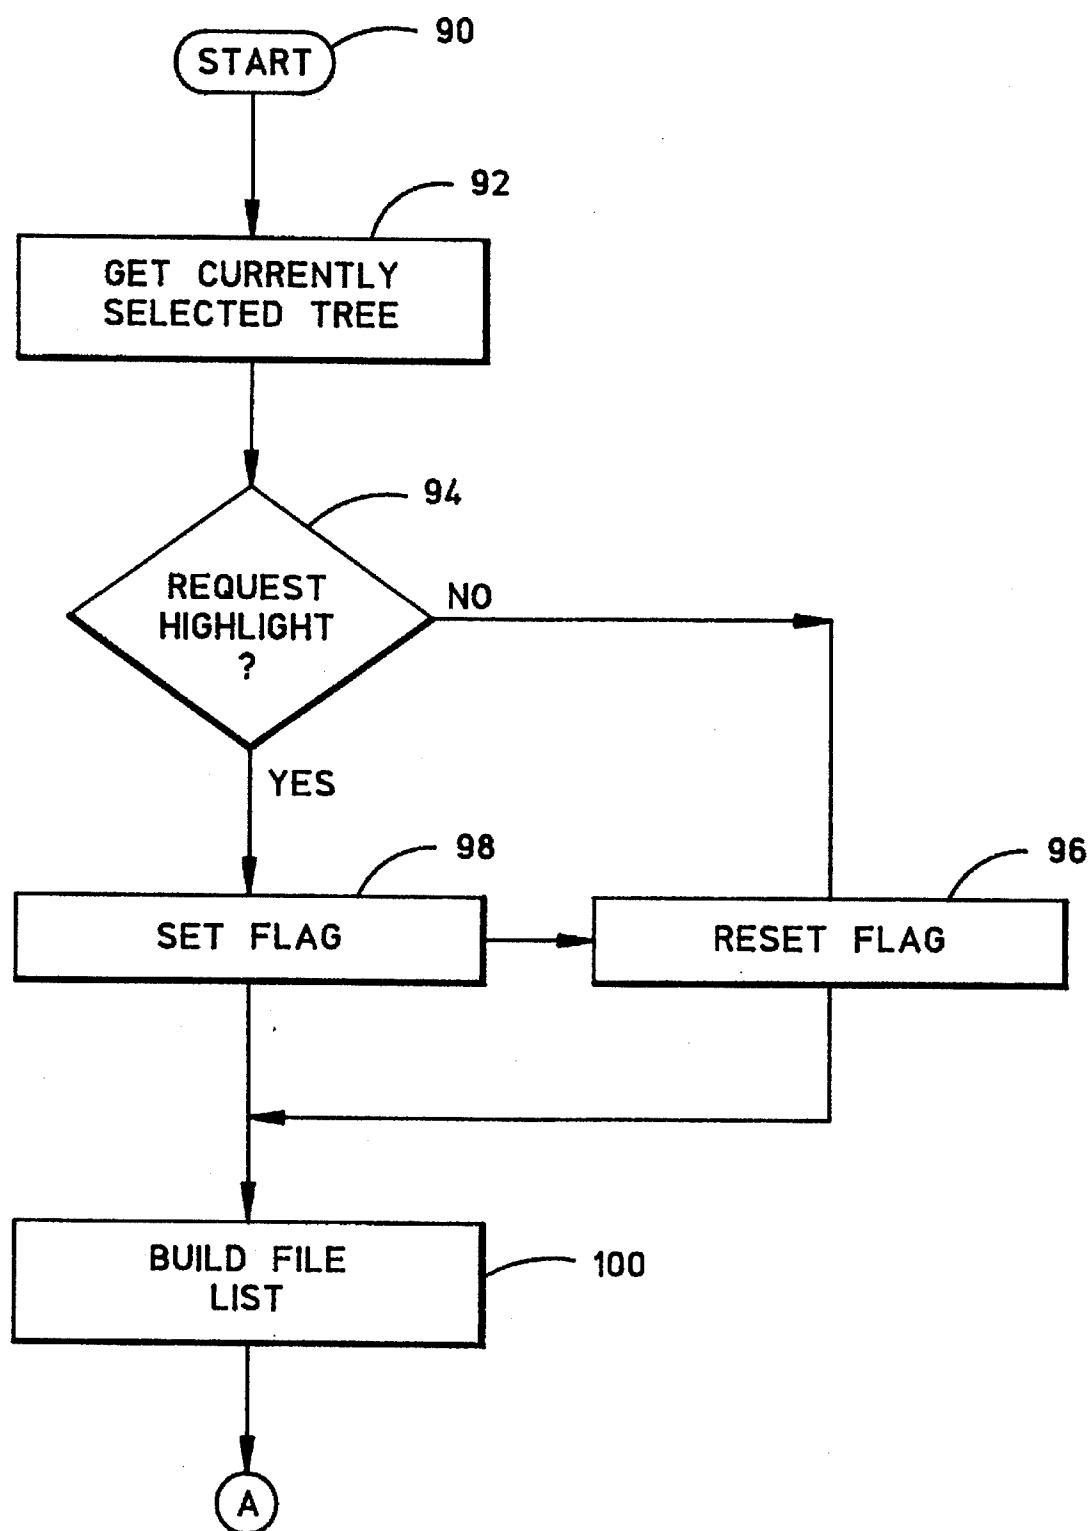 START
90
92
GET CURRENTLY
SELECTED TREE
94
REQUEST
HIGHLIGHT
?
NO
YES
98
SET FLAG
96
RESET FLAG
BUILD FILE
LIST
100
A